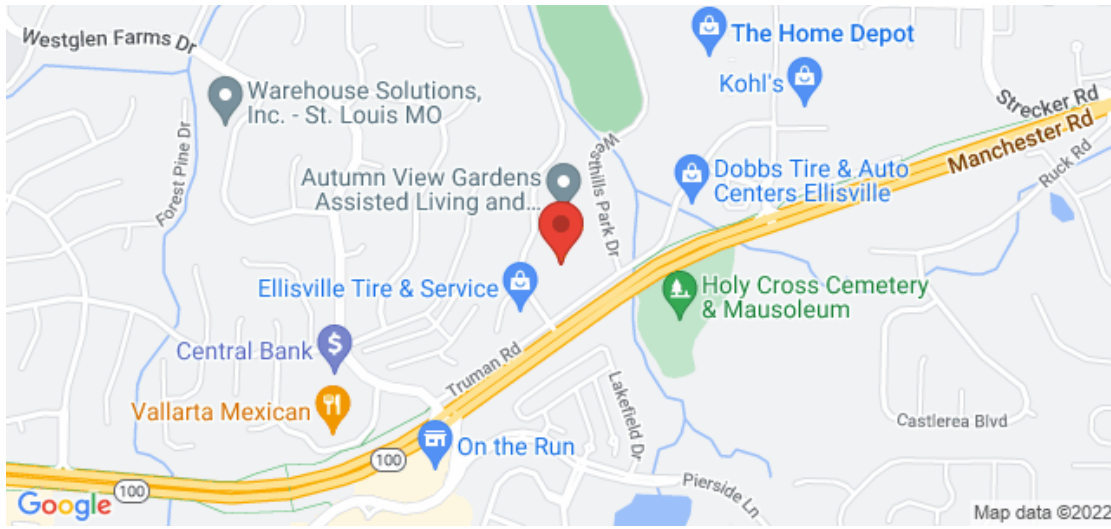 Westglen Farms Dr
The Home Depot
Kohl's
Strecker Rd
Warehouse Solutions,
Inc. - St. Louis MO
Manchester Rd
Forest Pine Dr
Westhills Park Dr
Ruck Rd
Autumn View Gardens
Assisted Living and...
Dobbs Tire & Auto
Centers Ellisville
Ellisville Tire & Service
Holy Cross Cemetery
& Mausoleum
Central Bank
$
Truman Rd
Vallarta Mexican
Lakefield Dr
Castlerea Blvd
On the Run
100
100
Pierside Ln
Google
Map data ©2022